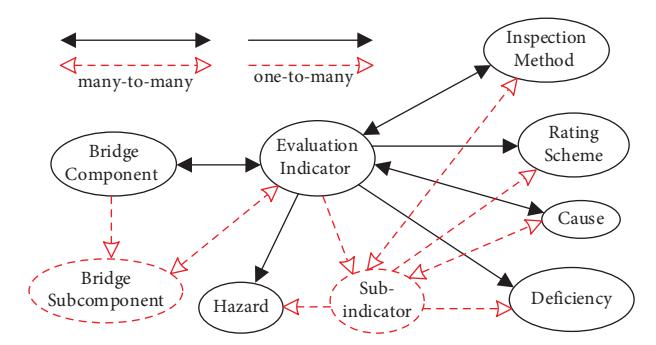 many-to-many
one-to-many
Inspection
Method
Evaluation
Indicator
Rating
Scheme
Bridge
Component
Cause
Bridge
Subcomponent
Hazard
Sub-
indicator
Deficiency